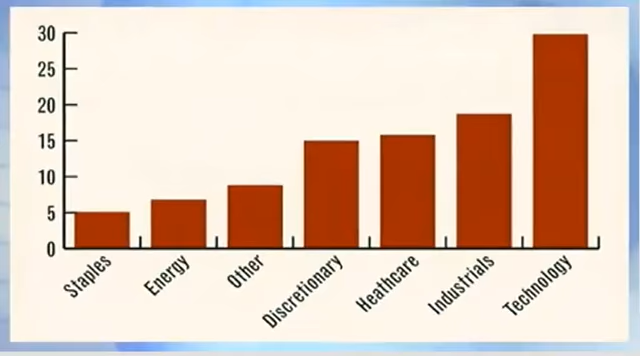 30
25
20
15
10
5
0
Staples
Energy
Other
Discretionary
Heathcare
Industrials
Technology